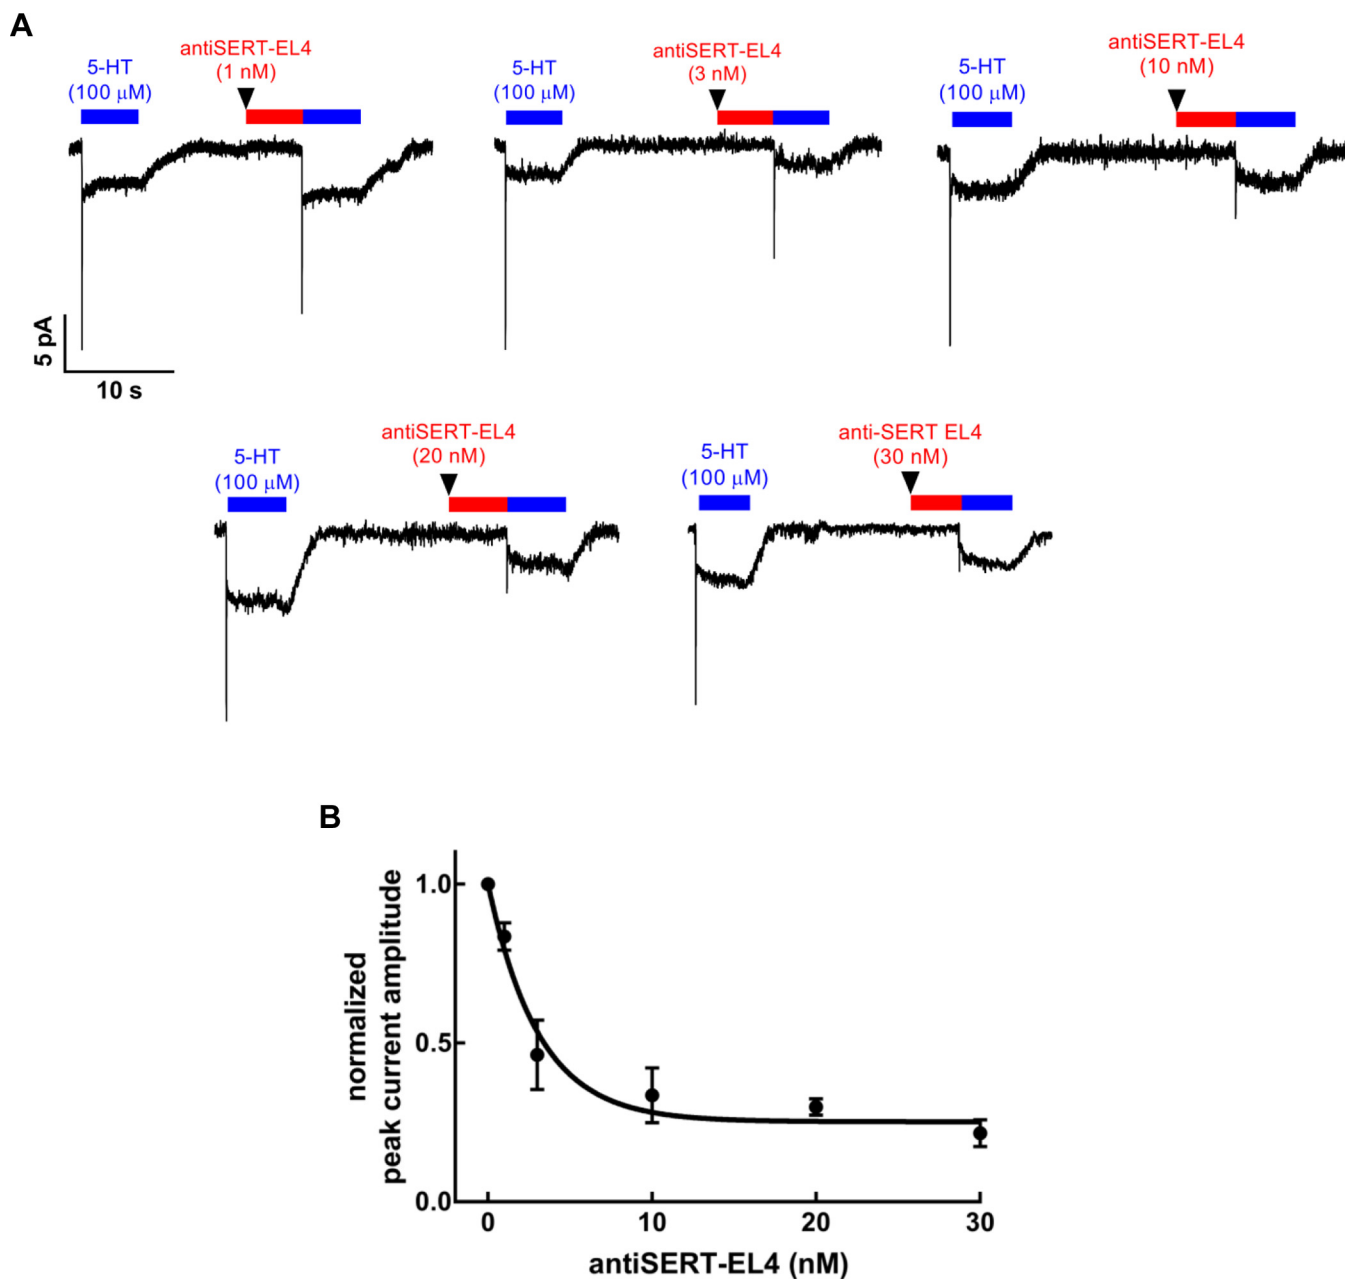 A
5-HT
(100 μM)
antiSERT-EL4
(1 nM)
5-HT
(100 μM)
antiSERT-EL4
(3 nM)
5-HT
(100 μM)
antiSERT-EL4
(10 nM)
5 pA
10 s
5-HT
(100 μM)
antiSERT-EL4
(20 nM)
5-HT
(100 μM)
anti-SERT EL4
(30 nM)
B
normalized
peak current amplitude
1.0
0.5
0.0
0 10 20 30
antiSERT-EL4 (nM)